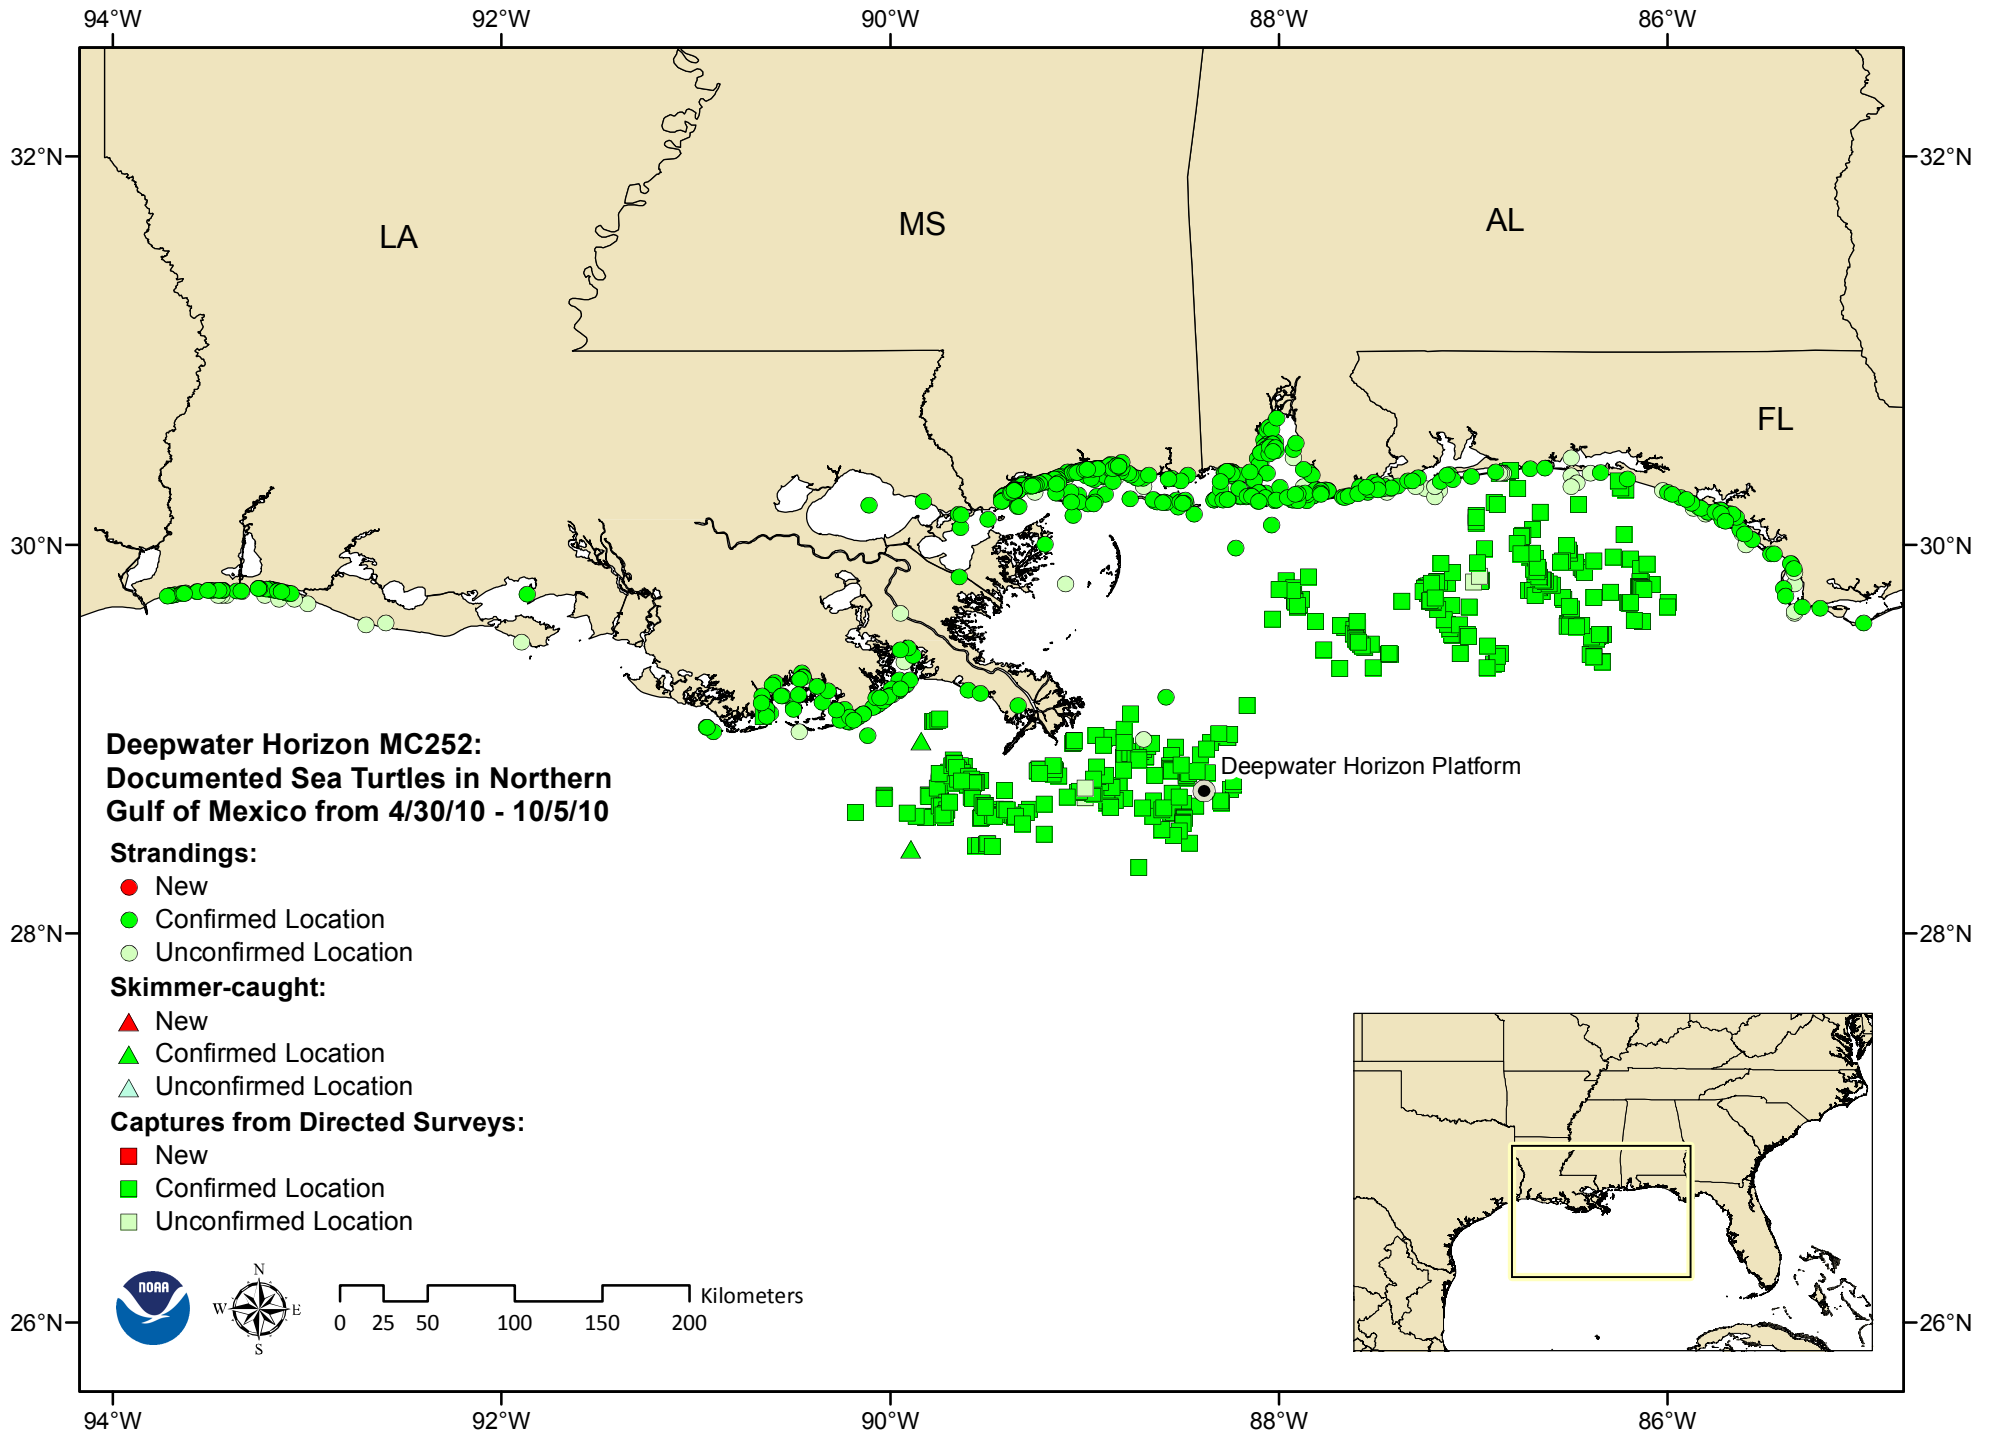 94°W 92°W 90°W 88°W 86°W
32°N 32°N
LA MS AL
FL
30°N 30°N
Deepwater Horizon Platform
Deepwater Horizon MC252:
Documented Sea Turtles in Northern
Gulf of Mexico from 4/30/10 - 10/5/10
Strandings:
New
Confirmed Location
Unconfirmed Location
28°N 28°N
Skimmer-caught:
New
Confirmed Location
Unconfirmed Location
Captures from Directed Surveys:
New
Confirmed Location
Unconfirmed Location
NOAA
N
W E
S
Kilometers
0 25 50 100 150 200
26°N 26°N
94°W 92°W 90°W 88°W 86°W